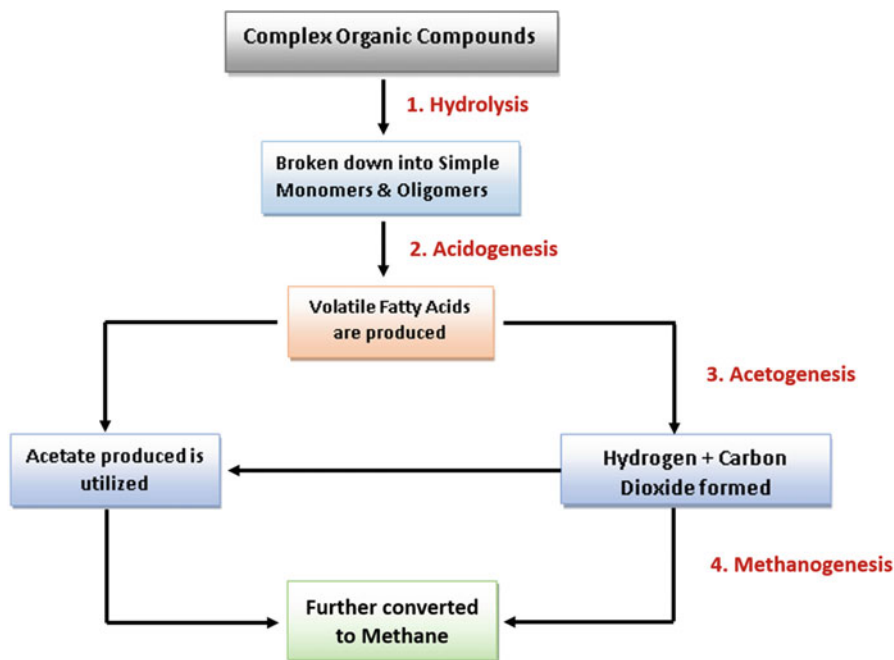 Complex Organic Compounds
1. Hydrolysis
Broken down into Simple
Monomers & Oligomers
2. Acidogenesis
Volatile Fatty Acids
are produced
3. Acetogenesis
Acetate produced is
utilized
Hydrogen + Carbon
Dioxide formed
4. Methanogenesis
Further converted
to Methane